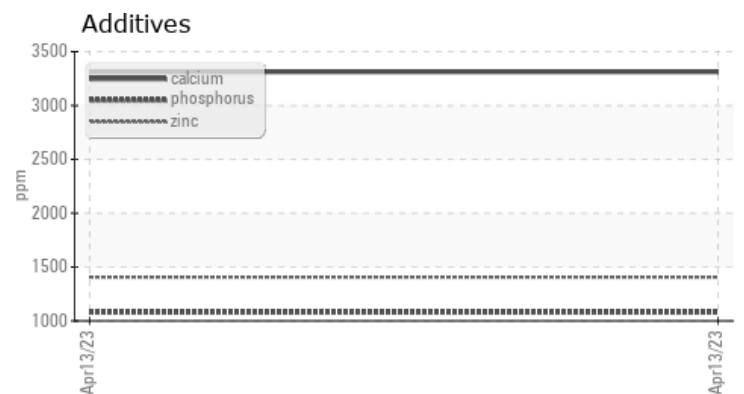 Additives
3500
calcium
phosphorus
zinc
3000
2500
2000
1500
1000
ppm
Apr13/23
Apr13/23